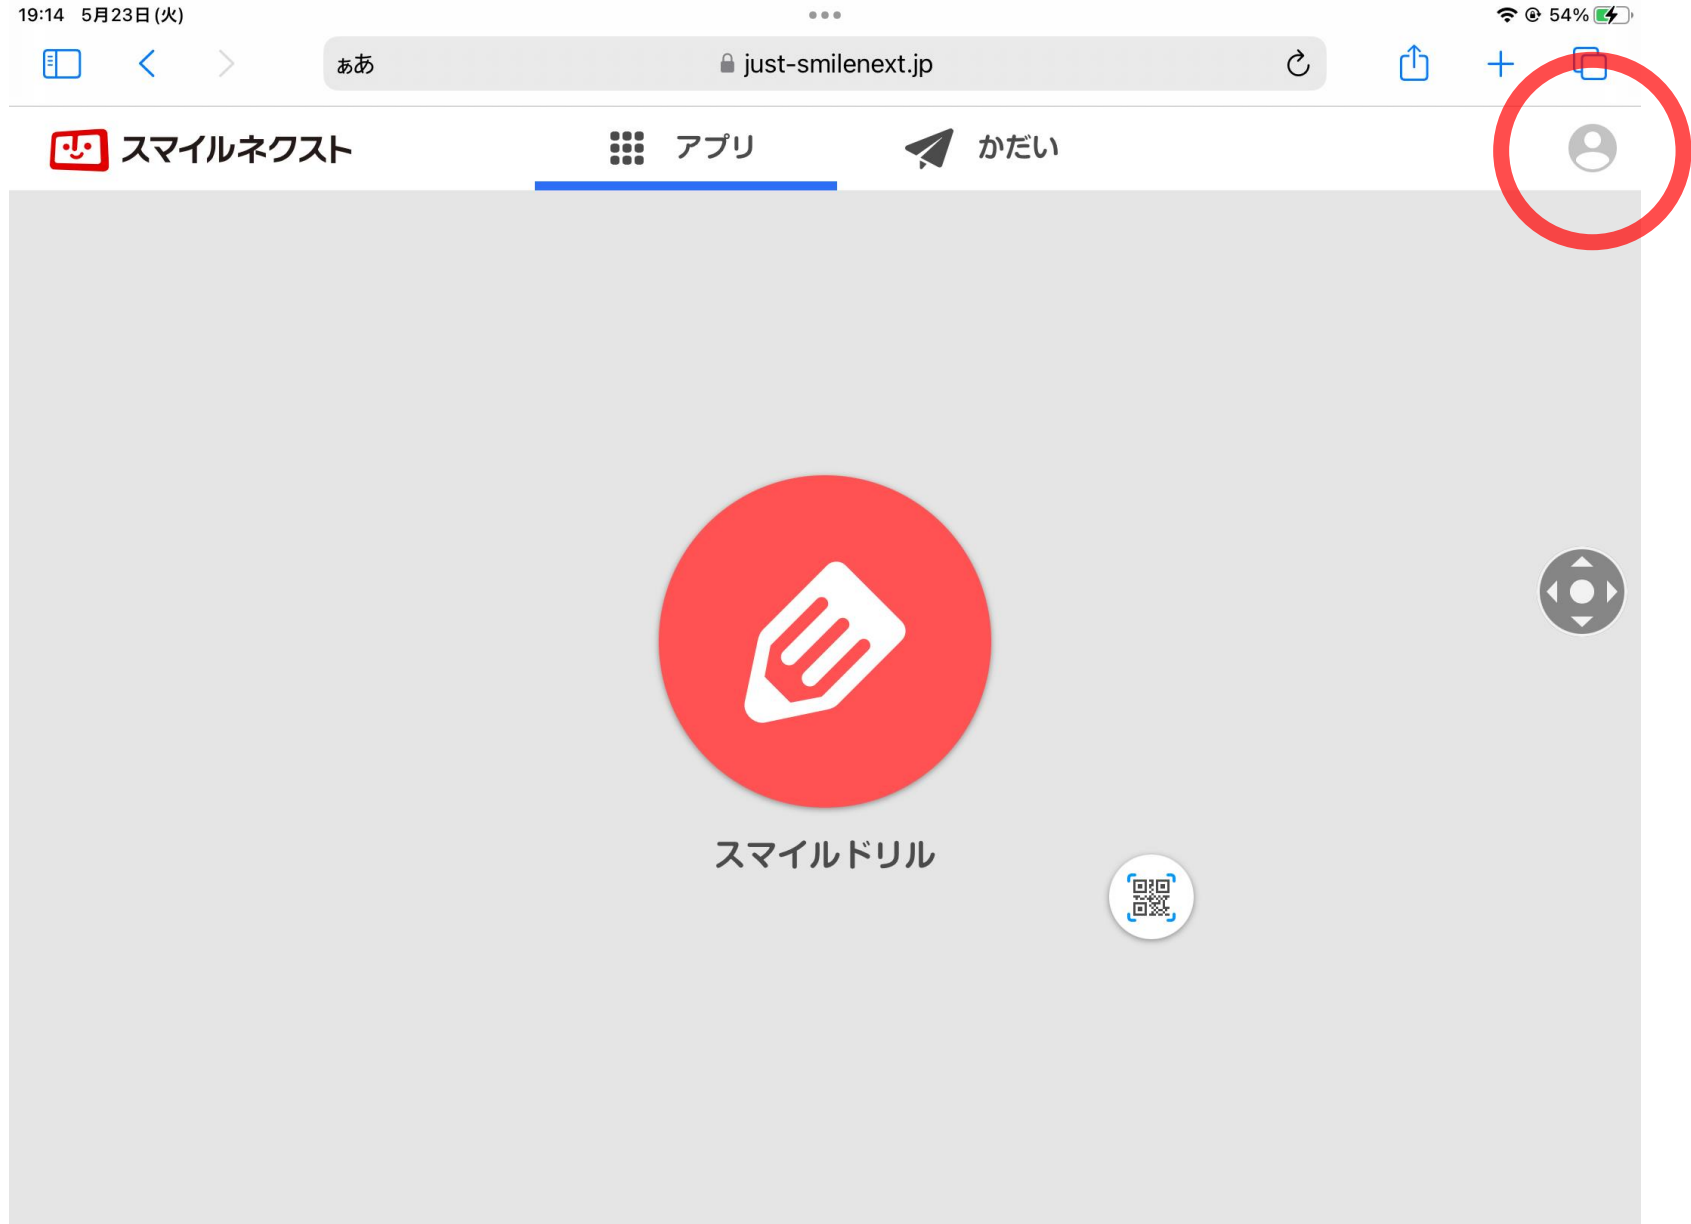 19:14 5月23日(火)
54%
ぁあ
just-smilenext.jp
スマイルネクスト
アプリ
かだい
スマイルドリル